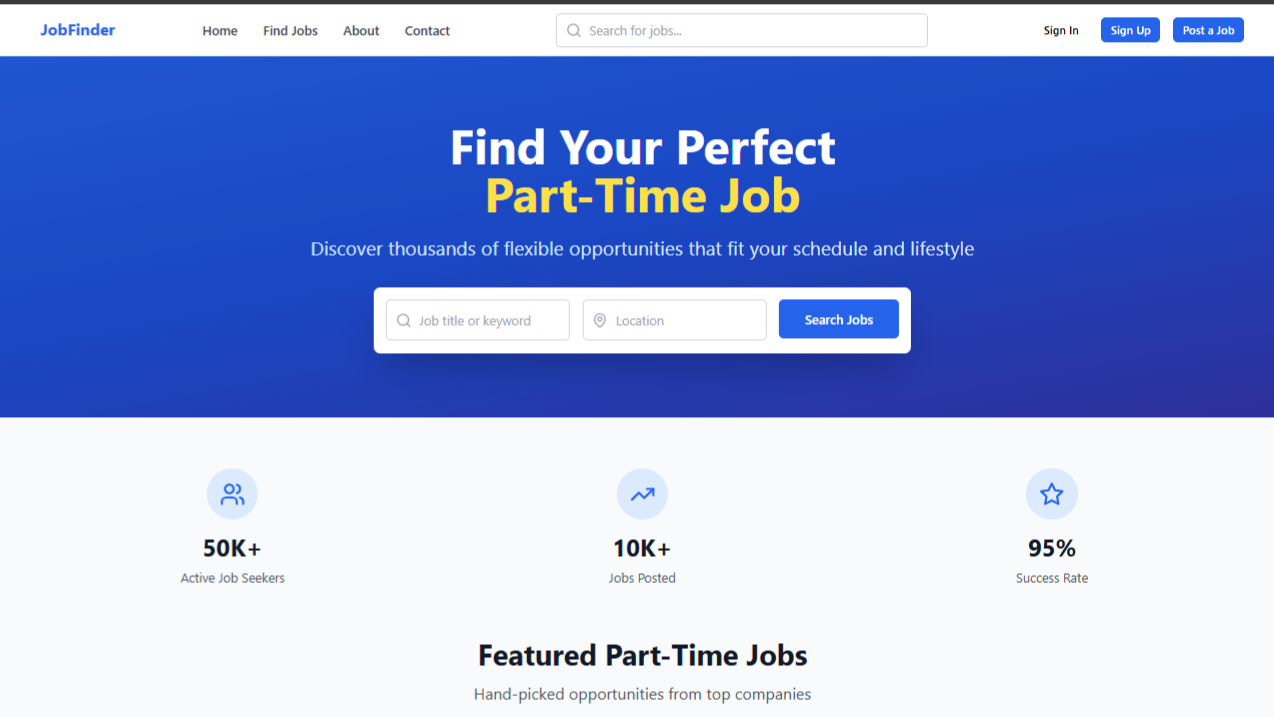 JobFinder
Home
Find Jobs
About
Contact
Search for jobs...
Sign In
Sign Up
Post a Job
Find Your Perfect
Part-Time Job
Discover thousands of flexible opportunities that fit your schedule and lifestyle
Job title or keyword
Location
Search Jobs
50K+
Active Job Seekers
10K+
Jobs Posted
95%
Success Rate
Featured Part-Time Jobs
Hand-picked opportunities from top companies